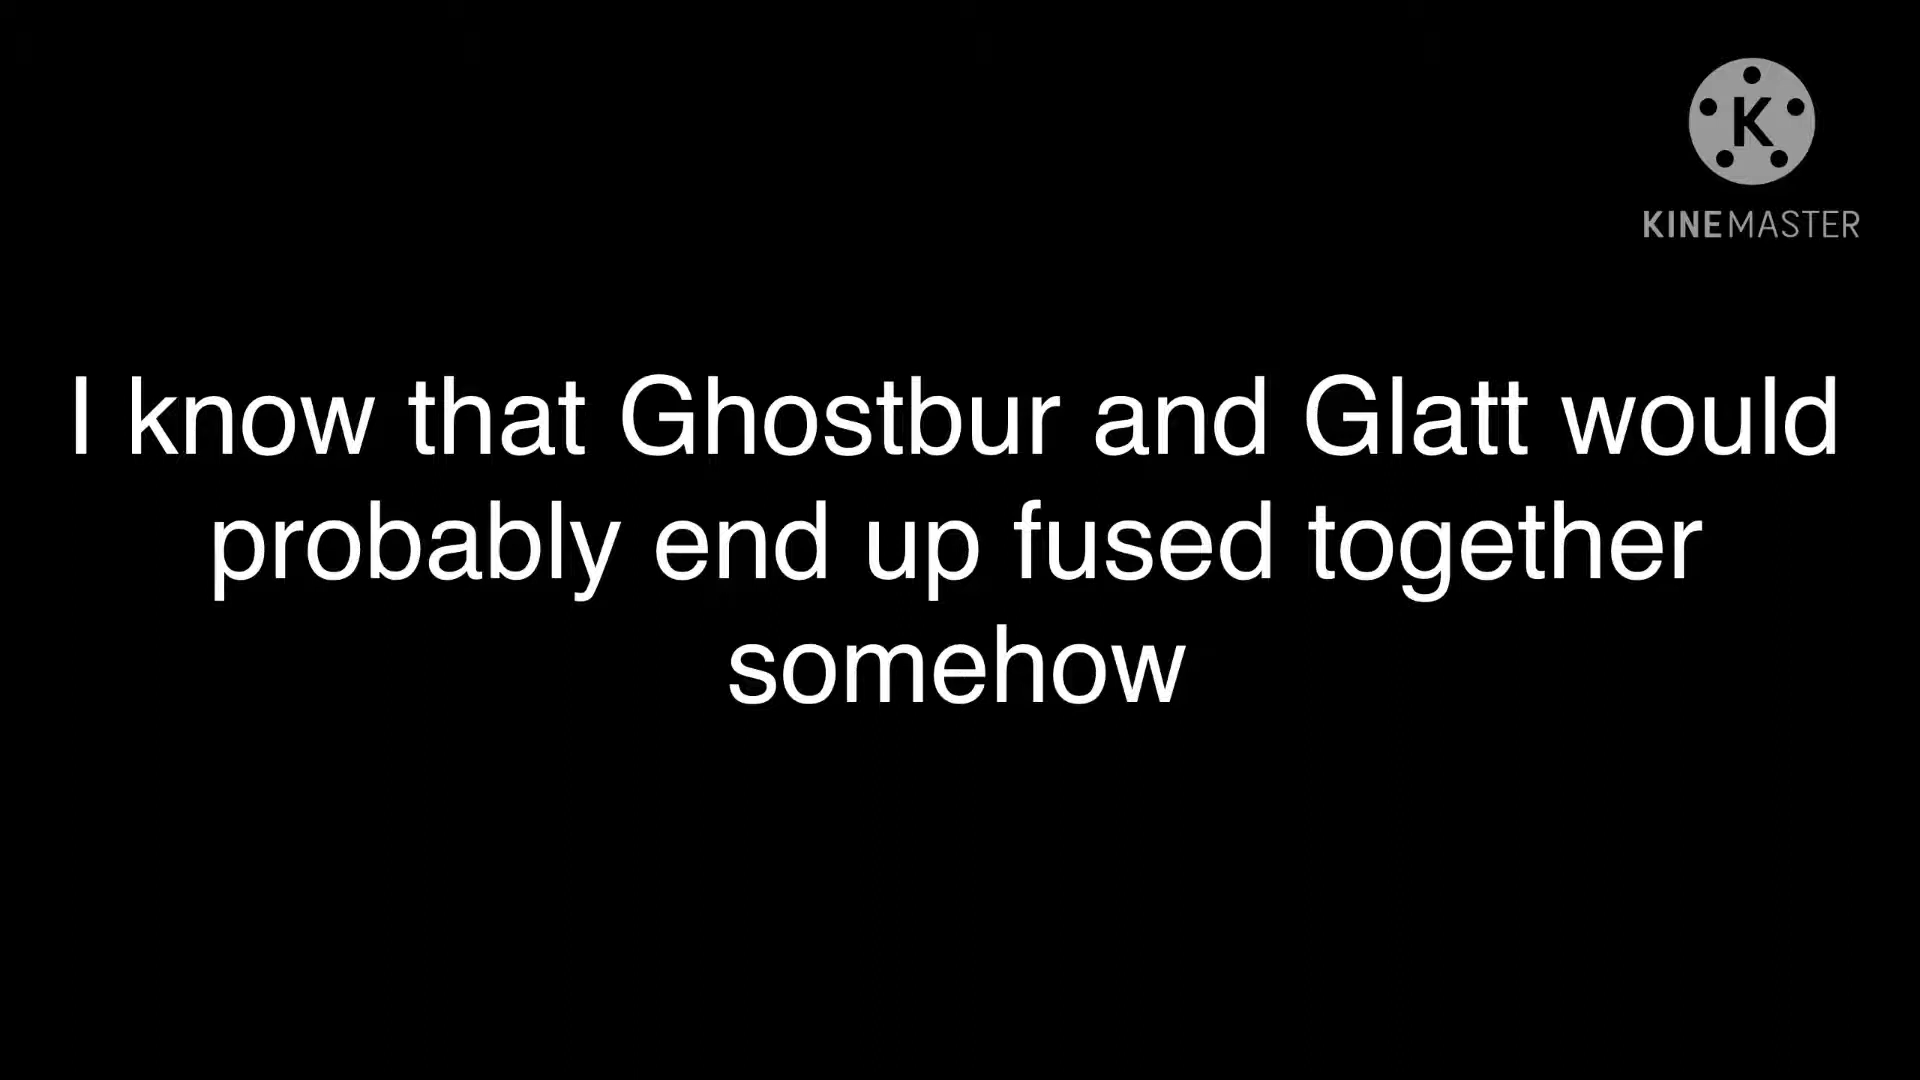 K
KINEMASTER
I know that Ghostbur and Glatt would
probably end up fused together
somehow